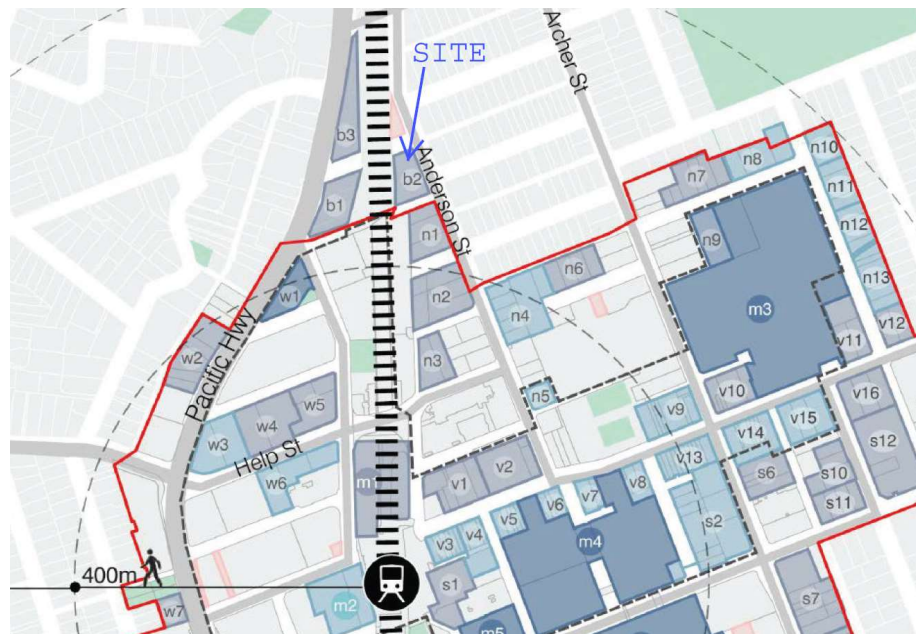 SITE
Archer St
Anderson St
b3
b2
b1
n10
n8
n7
n11
n12
n1
n9
n6
n13
w1
n2
n4
m3
v12
v11
w2
Pacific Hwy
n3
n5
v10
v16
w5
w4
w3
v9
v15
v14
s12
Help St
v13
w6
v2
v1
m1
s6
s10
s11
v8
v7
v6
v5
v4
v3
s2
m4
400m
s1
s7
m2
w7
m5